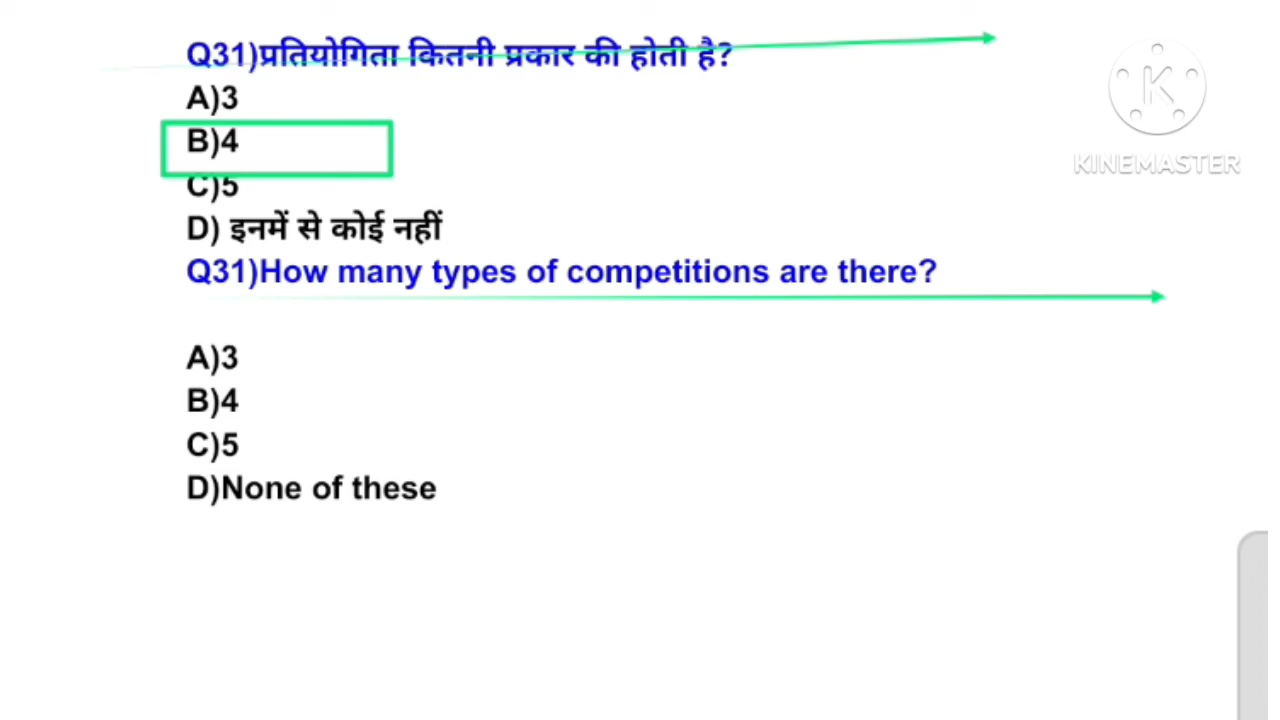 Q31)प्रतियोगिता कितनी प्रकार की होती है?
A)3
B)4
C)5
D) इनमें से कोई नहीं
Q31)How many types of competitions are there?
A)3
B)4
C)5
D)None of these
K
KINEMASTER